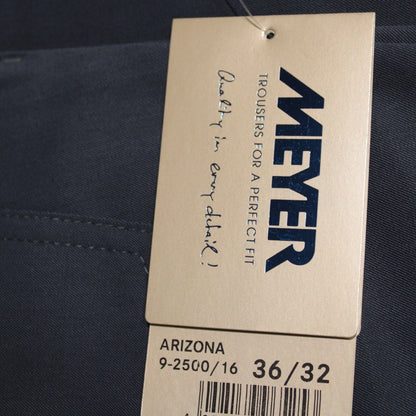 MEYER
TROUSERS FOR A PERFECT FIT
Quality in every detail!
ARIZONA
9-2500/16 36/32